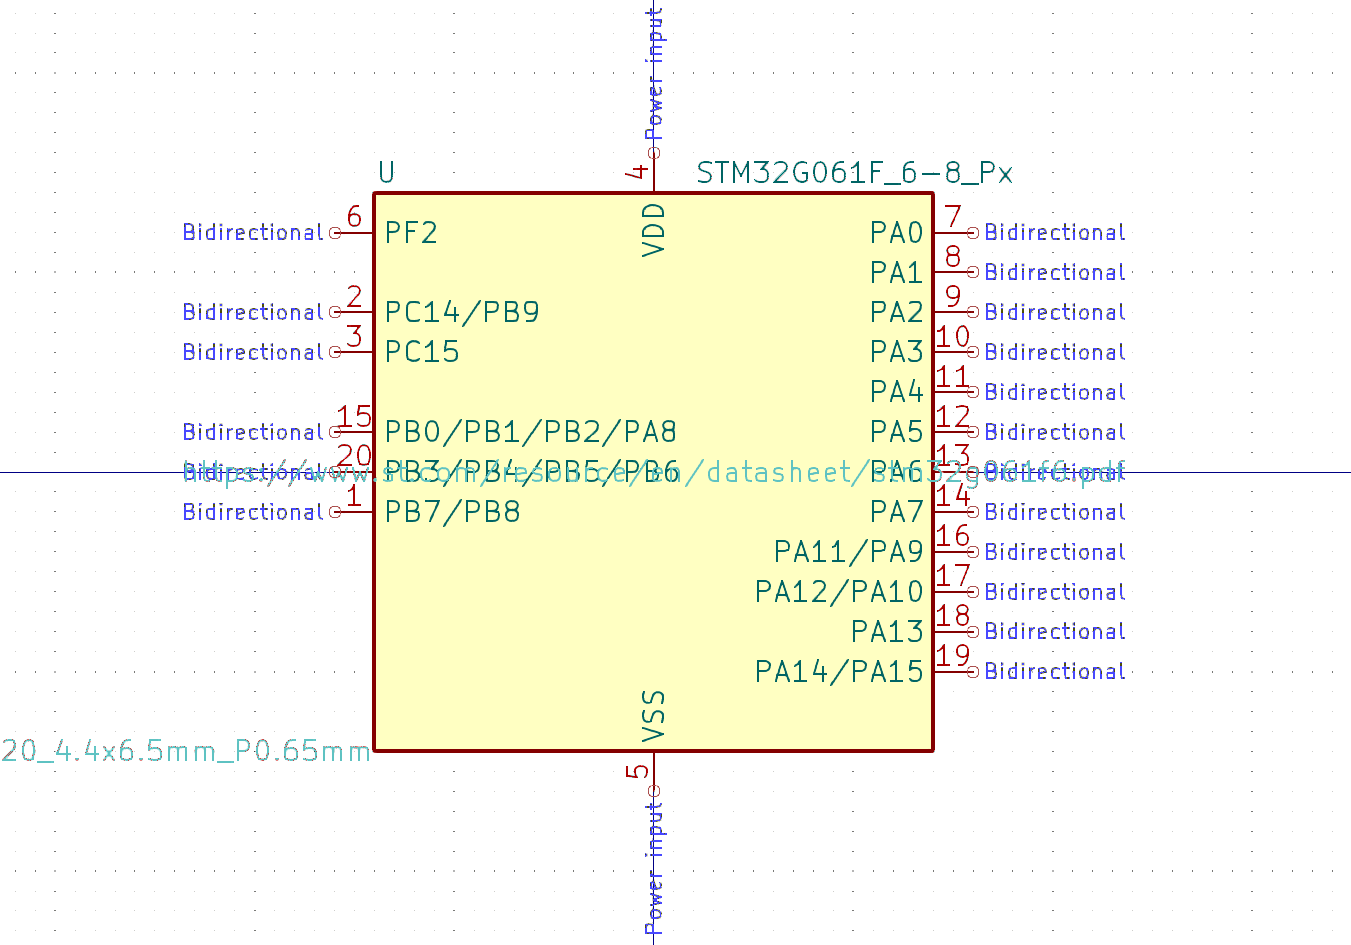 Power input
4
U STM32G061F_6-8_Px
VDD
Bidirectional 6 PF2 PA0 7 Bidirectional
PA1 8 Bidirectional
Bidirectional 2 PC14/PB9 PA2 9 Bidirectional
Bidirectional 3 PC15 PA3 10 Bidirectional
PA4 11 Bidirectional
Bidirectional 15 PB0/PB1/PB2/PA8 PA5 12 Bidirectional
Bidirectional 20 PB3/PB4/PB5/PB6 PA6 13 Bidirectional
https://www.st.com/resource/en/datasheet/stm32g061f6.pdf
Bidirectional 1 PB7/PB8 PA7 14 Bidirectional
PA11/PA9 16 Bidirectional
PA12/PA10 17 Bidirectional
PA13 18 Bidirectional
PA14/PA15 19 Bidirectional
VSS
20_4.4x6.5mm_P0.65mm
5
Power input